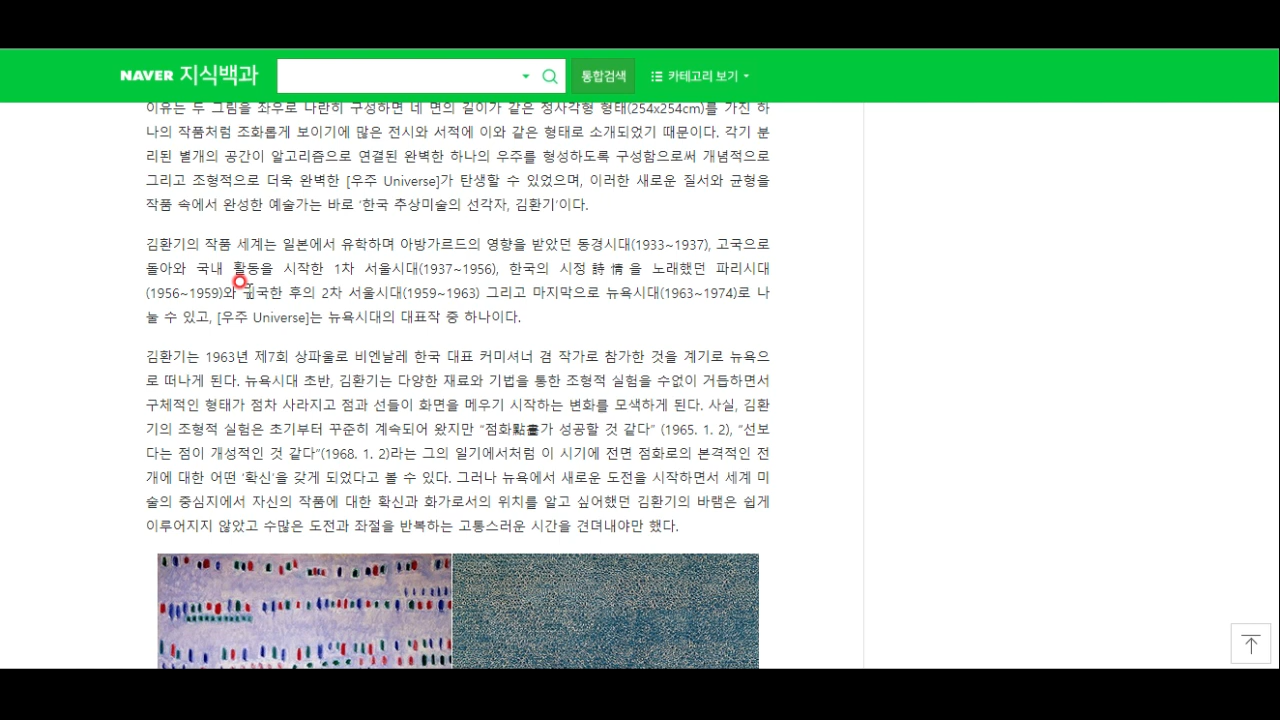 NAVER 지식백과
통합검색
카테고리 보기
이유는 두 그림을 좌우로 나란히 구성하면 네 면의 길이가 같은 정사각형 형태(254x254cm)를 가진 하
나의 작품처럼 조화롭게 보이기에 많은 전시와 서적에 이와 같은 형태로 소개되었기 때문이다. 각기 분
리된 별개의 공간이 알고리즘으로 연결된 완벽한 하나의 우주를 형성하도록 구성함으로써 개념적으로
그리고 조형적으로 더욱 완벽한 [우주 Universe]가 탄생할 수 있었으며, 이러한 새로운 질서와 균형을
작품 속에서 완성한 예술가는 바로 ‘한국 추상미술의 선각자, 김환기’이다.
김환기의 작품 세계는 일본에서 유학하며 아방가르드의 영향을 받았던 동경시대(1933~1937), 고국으로
돌아와 국내 활동을 시작한 1차 서울시대(1937~1956), 한국의 시정詩情을 노래했던 파리시대
(1956~1959)와 귀국한 후의 2차 서울시대(1959~1963) 그리고 마지막으로 뉴욕시대(1963~1974)로 나
눌 수 있고, [우주 Universe]는 뉴욕시대의 대표작 중 하나이다.
김환기는 1963년 제7회 상파울로 비엔날레 한국 대표 커미셔너 겸 작가로 참가한 것을 계기로 뉴욕으
로 떠나게 된다. 뉴욕시대 초반, 김환기는 다양한 재료와 기법을 통한 조형적 실험을 수없이 거듭하면서
구체적인 형태가 점차 사라지고 점과 선들이 화면을 메우기 시작하는 변화를 모색하게 된다. 사실, 김환
기의 조형적 실험은 초기부터 꾸준히 계속되어 왔지만 “점화點畫가 성공할 것 같다” (1965. 1. 2), “선보
다는 점이 개성적인 것 같다”(1968. 1. 2)라는 그의 일기에서처럼 이 시기에 전면 점화로의 본격적인 전
개에 대한 어떤 ‘확신’을 갖게 되었다고 볼 수 있다. 그러나 뉴욕에서 새로운 도전을 시작하면서 세계 미
술의 중심지에서 자신의 작품에 대한 확신과 화가로서의 위치를 알고 싶어했던 김환기의 바램은 쉽게
이루어지지 않았고 수많은 도전과 좌절을 반복하는 고통스러운 시간을 견뎌내야만 했다.